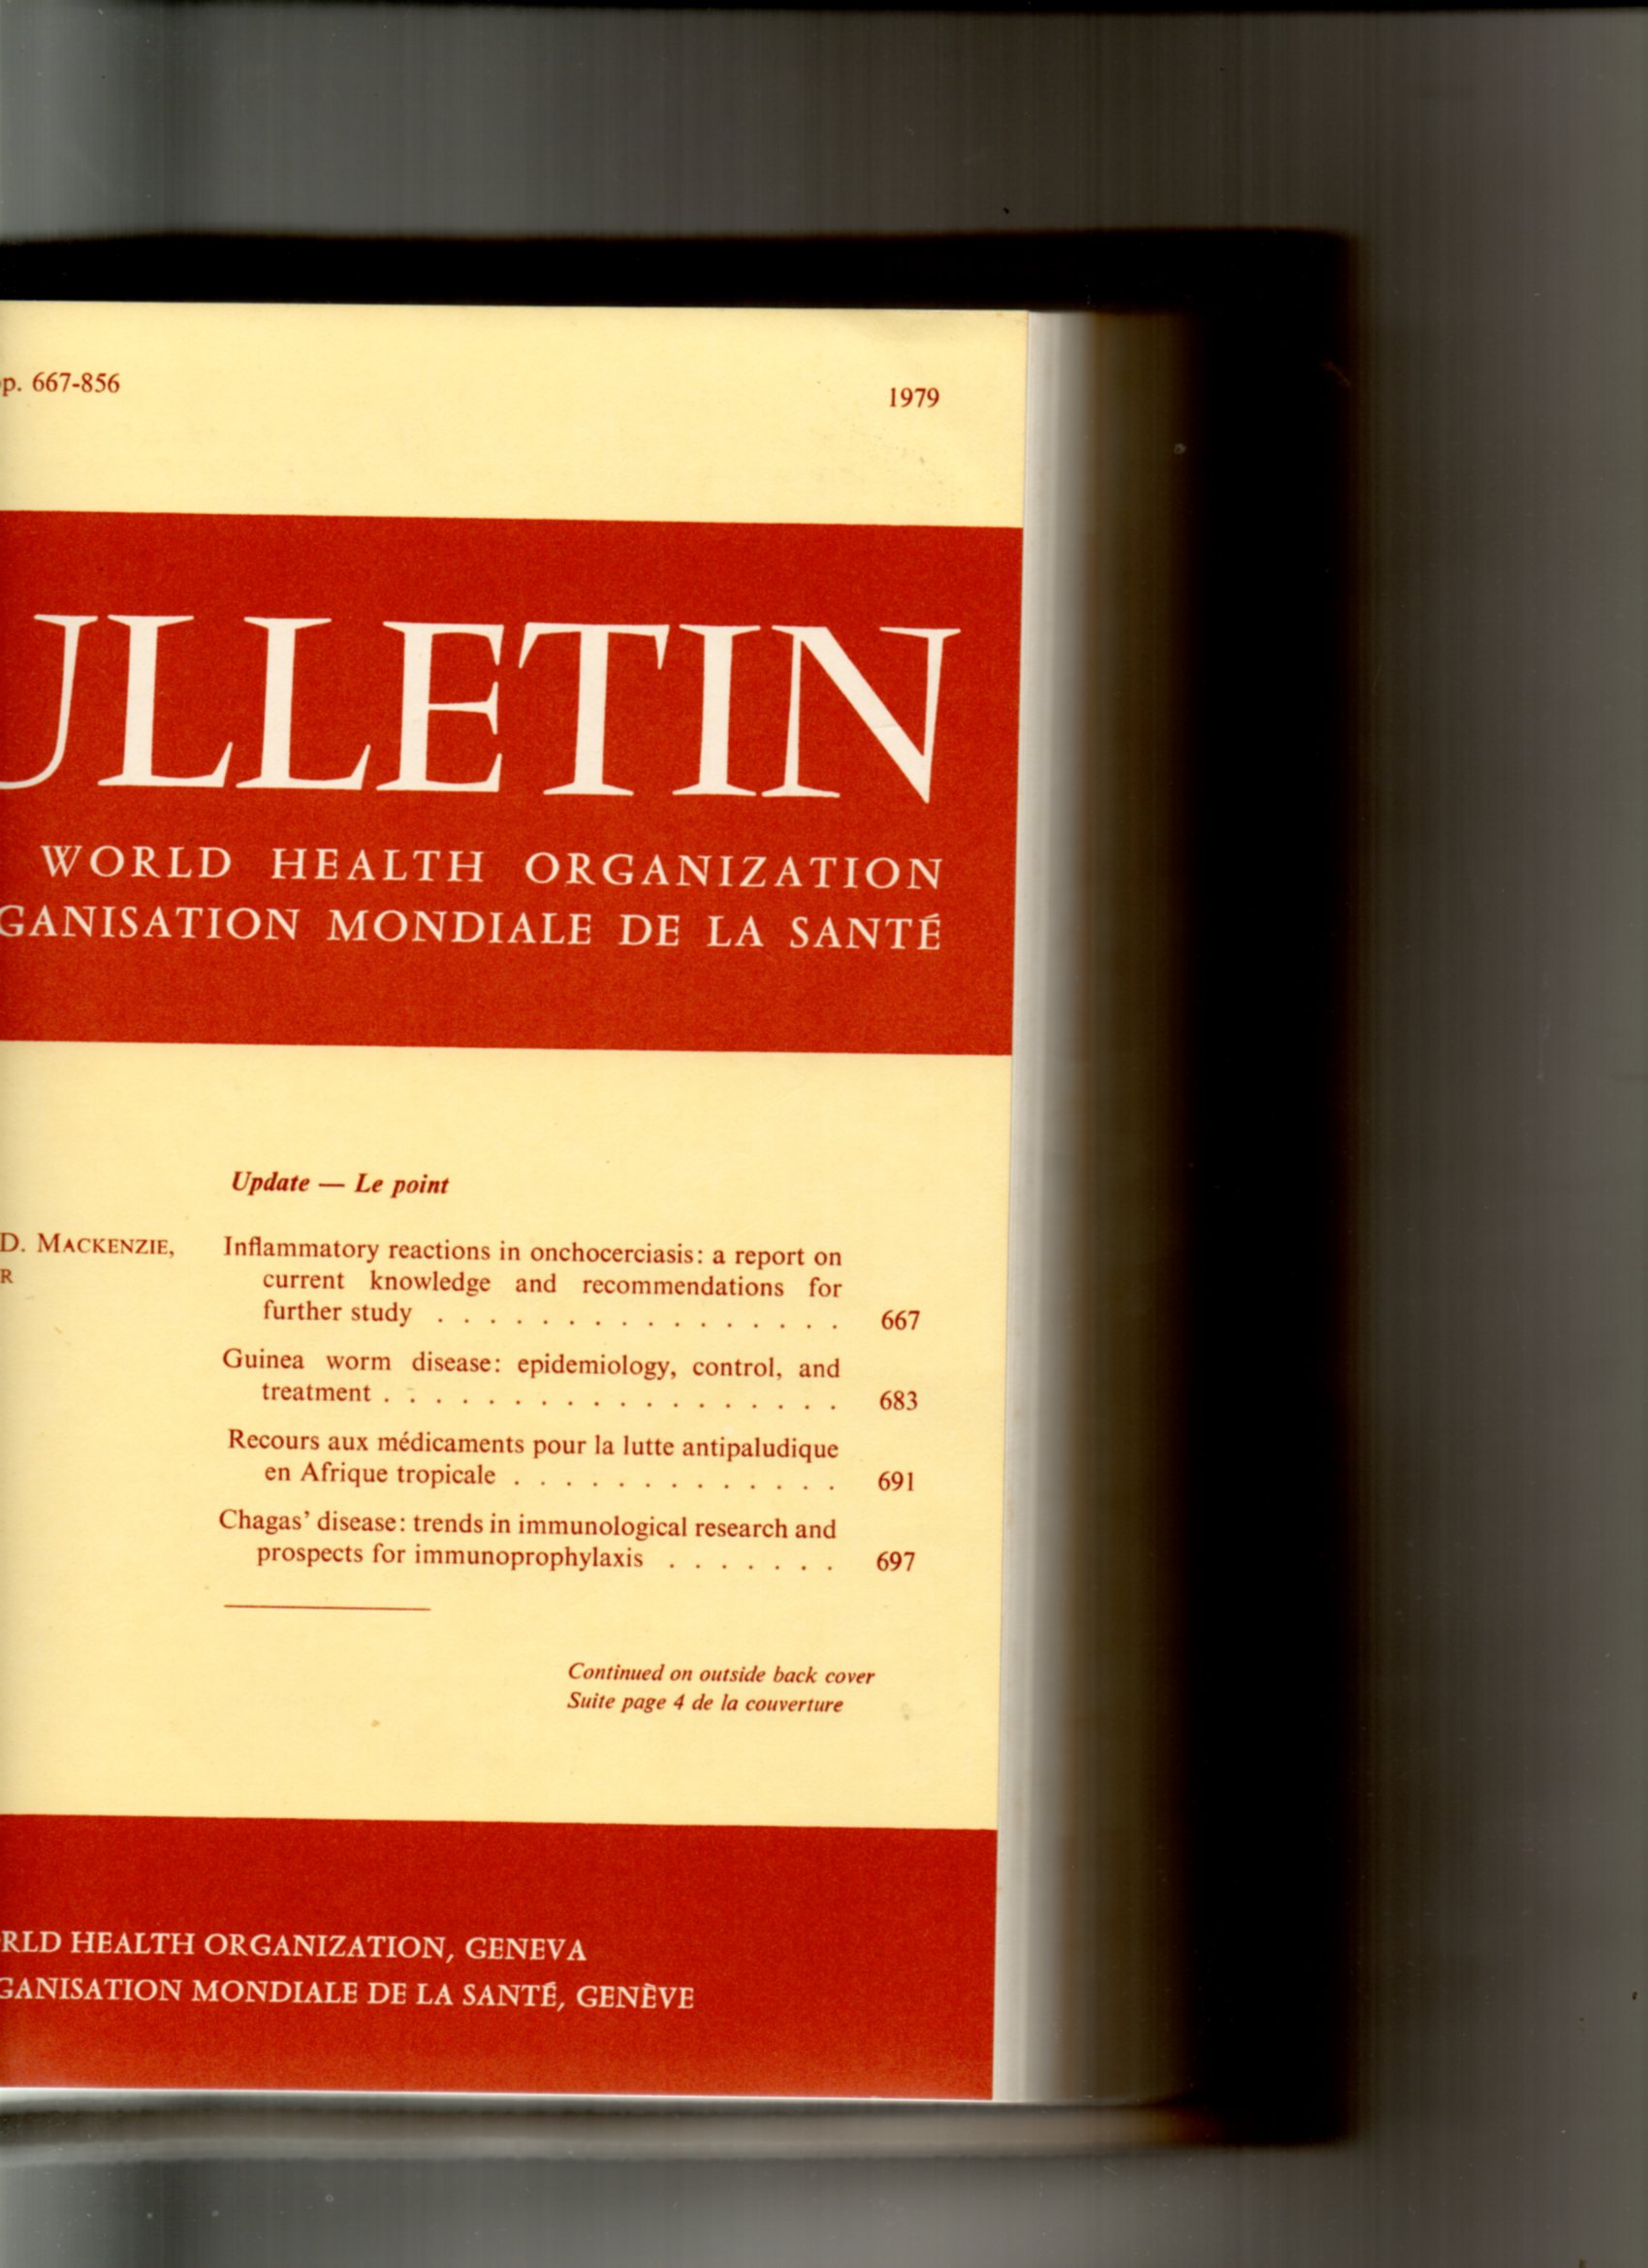 pp. 667-856 1979
ULLETIN
WORLD HEALTH ORGANIZATION
GANISATION MONDIALE DE LA SANTÉ
Update — Le point
D. MACKENZIE,
R
Inflammatory reactions in onchocerciasis: a report on
current knowledge and recommendations for
further study . . . . . . . . . . . . . . . . 667
Guinea worm disease: epidemiology, control, and
treatment . . . . . . . . . . . . . . . . . . 683
Recours aux médicaments pour la lutte antipaludique
en Afrique tropicale . . . . . . . . . . . . . 691
Chagas' disease: trends in immunological research and
prospects for immunoprophylaxis . . . . . . . 697
Continued on outside back cover
Suite page 4 de la couverture
RLD HEALTH ORGANIZATION, GENEVA
GANISATION MONDIALE DE LA SANTÉ, GENÈVE